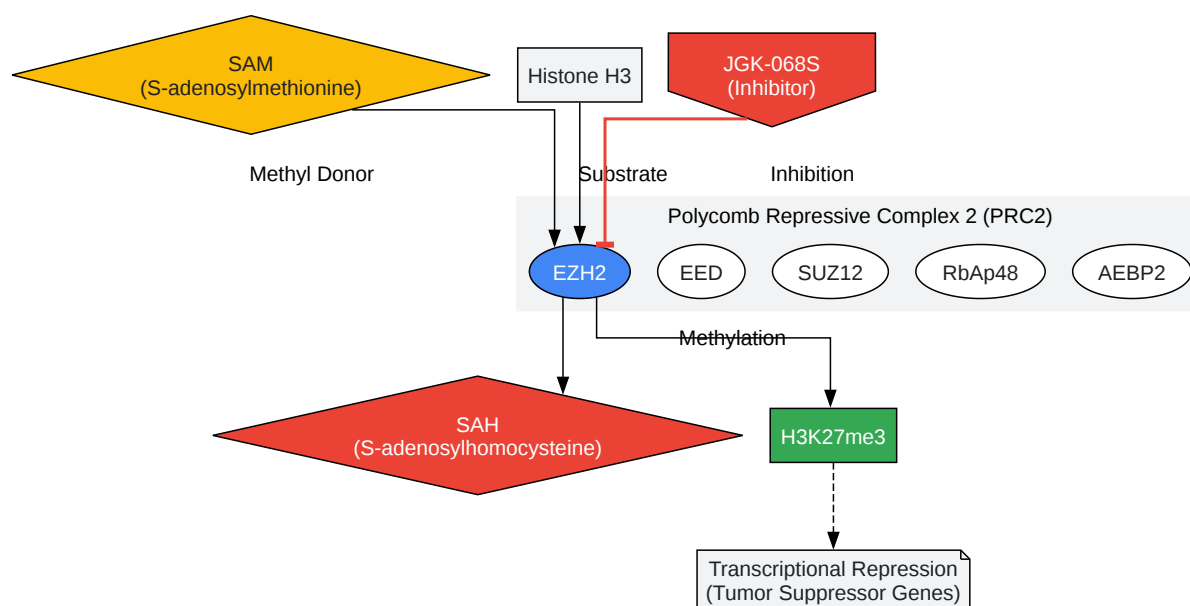 SAM
(S-adenosylmethionine)
Histone H3
JGK-068S
(Inhibitor)
Methyl Donor
Substrate
Inhibition
Polycomb Repressive Complex 2 (PRC2)
EZH2
EED
SUZ12
RbAp48
AEBP2
Methylation
SAH
(S-adenosylhomocysteine)
H3K27me3
Transcriptional Repression
(Tumor Suppressor Genes)